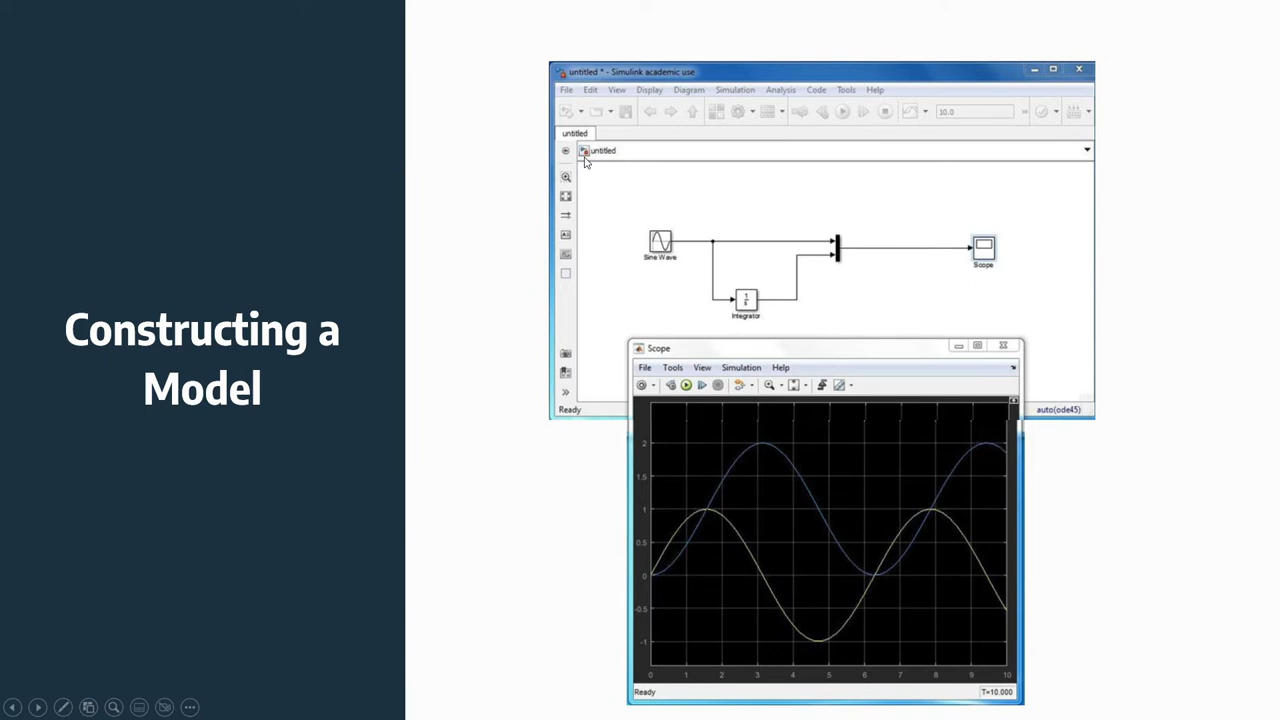 Constructing a
Model
untitled * - Simulink academic use
File Edit View Display Diagram Simulation Analysis Code Tools Help
10.0
untitled
untitled
Sine Wave
Scope
1
s
Integrator
Scope
File Tools View Simulation Help
Ready
auto(ode45)
2
1.5
1
0.5
0
-0.5
-1
0 1 2 3 4 5 6 7 8 9 10
Ready
T=10.000